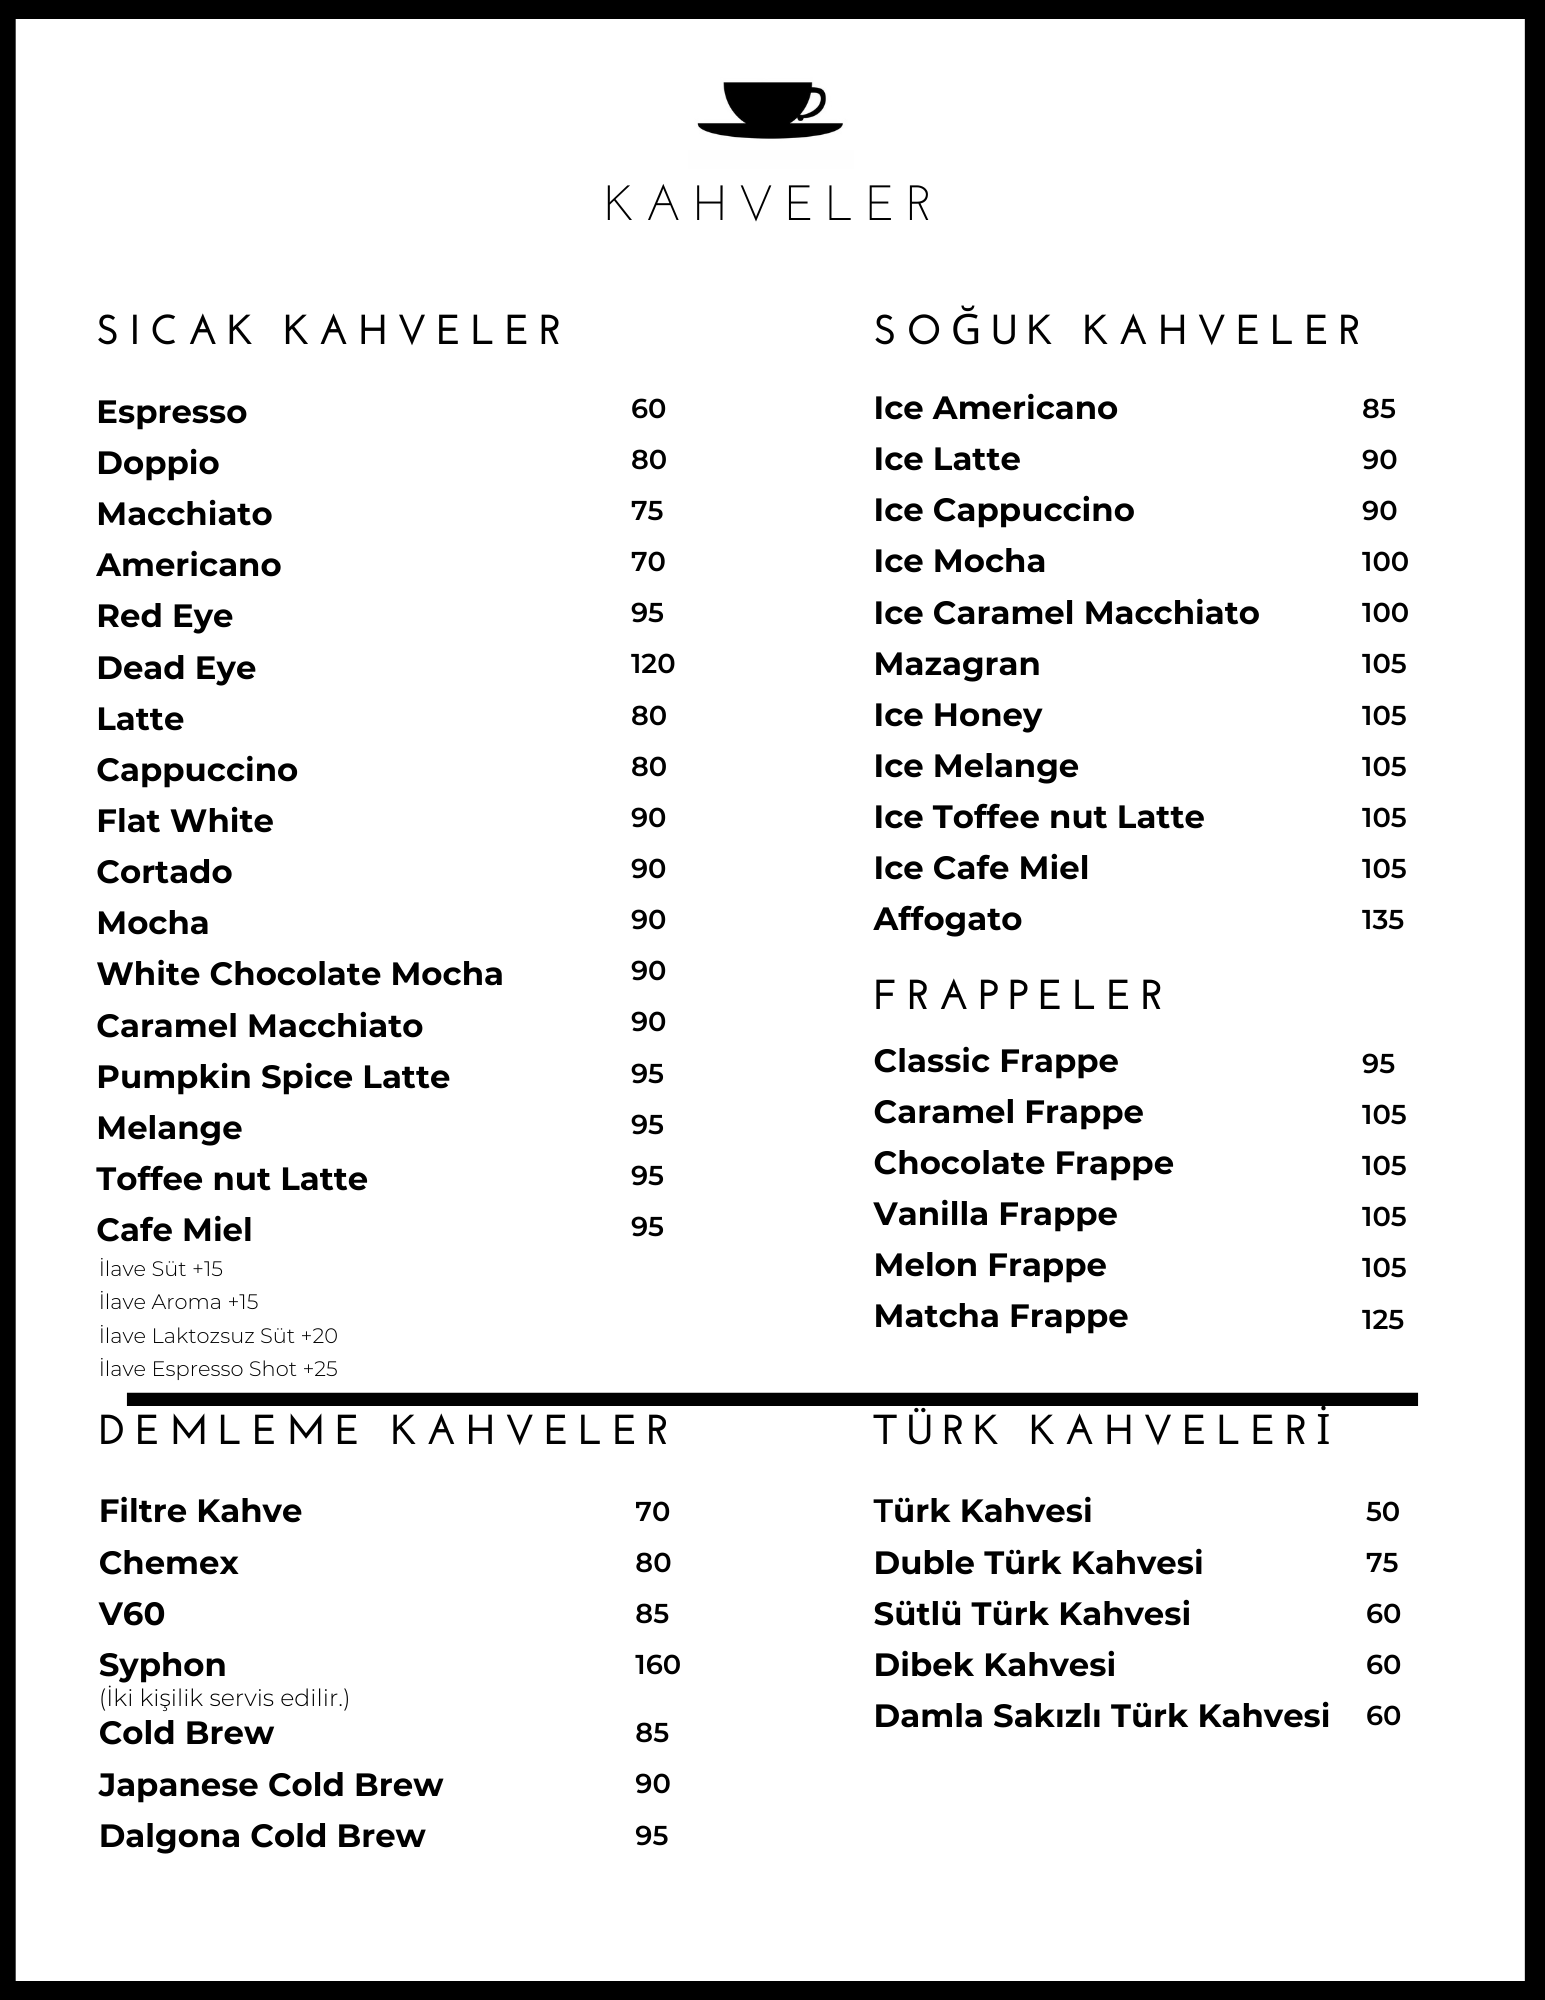 KAHVELER
SICAK KAHVELER
Espresso 60
Doppio 80
Macchiato 75
Americano 70
Red Eye 95
Dead Eye 120
Latte 80
Cappuccino 80
Flat White 90
Cortado 90
Mocha 90
White Chocolate Mocha 90
Caramel Macchiato 90
Pumpkin Spice Latte 95
Melange 95
Toffee nut Latte 95
Cafe Miel 95
İlave Süt +15
İlave Aroma +15
İlave Laktozsuz Süt +20
İlave Espresso Shot +25
SOĞUK KAHVELER
Ice Americano 85
Ice Latte 90
Ice Cappuccino 90
Ice Mocha 100
Ice Caramel Macchiato 100
Mazagran 105
Ice Honey 105
Ice Melange 105
Ice Toffee nut Latte 105
Ice Cafe Miel 105
Affogato 135
FRAPPELER
Classic Frappe 95
Caramel Frappe 105
Chocolate Frappe 105
Vanilla Frappe 105
Melon Frappe 105
Matcha Frappe 125
DEMLEME KAHVELER
Filtre Kahve 70
Chemex 80
V60 85
Syphon 160
(İki kişilik servis edilir.)
Cold Brew 85
Japanese Cold Brew 90
Dalgona Cold Brew 95
TÜRK KAHVELERİ
Türk Kahvesi 50
Duble Türk Kahvesi 75
Sütlü Türk Kahvesi 60
Dibek Kahvesi 60
Damla Sakızlı Türk Kahvesi 60